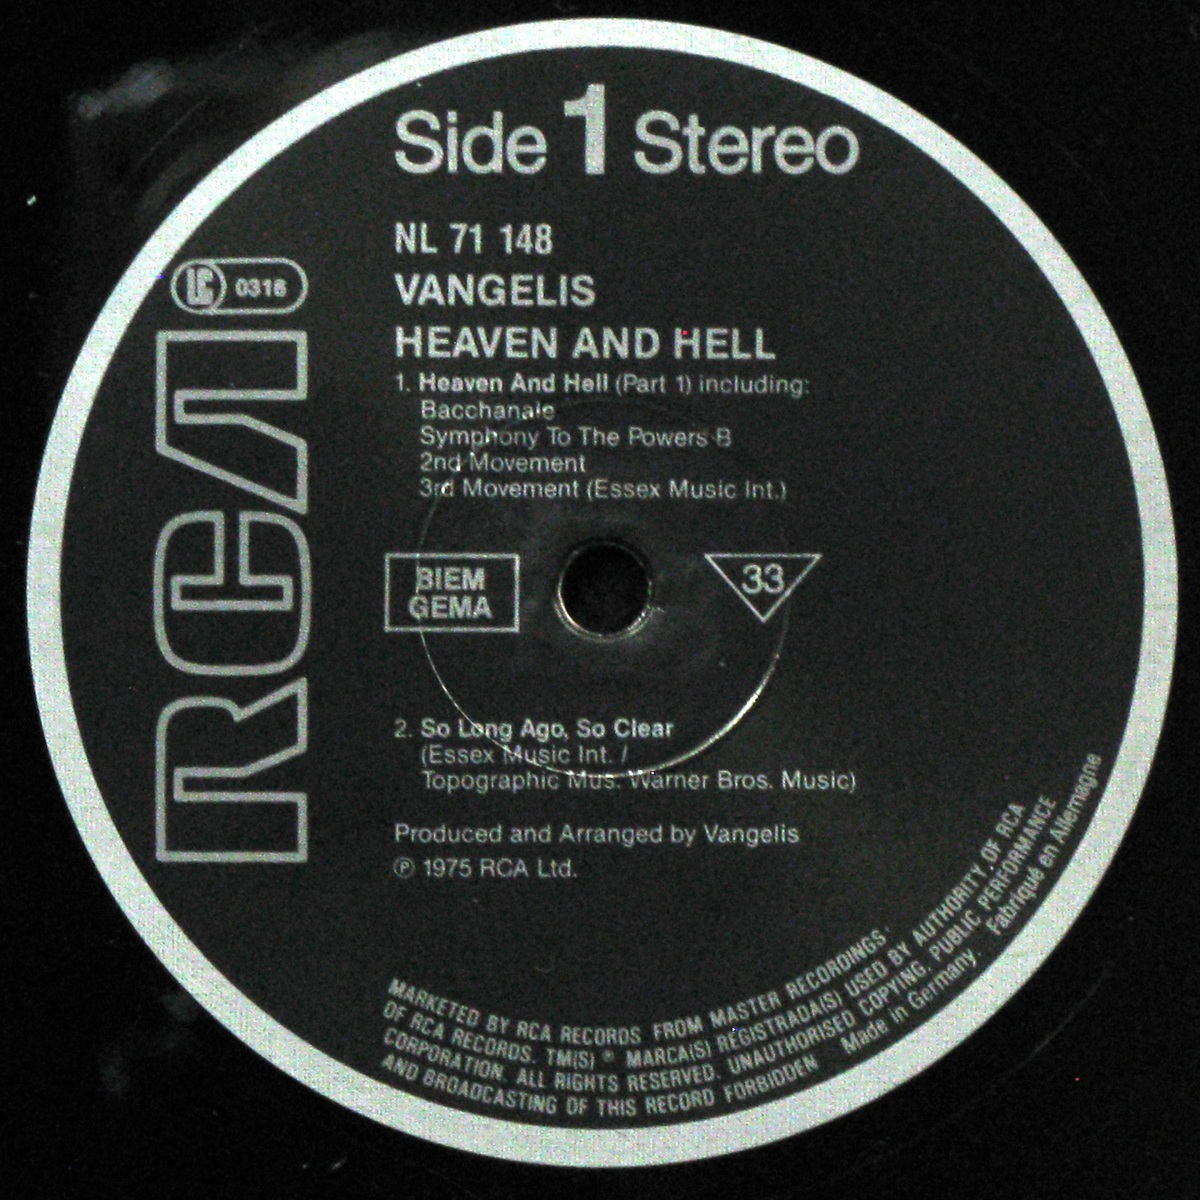 Side 1 Stereo
NL 71 148
VANGELIS
HEAVEN AND HELL
LC 0316
RCA
1. Heaven And Hell (Part 1) including:
Bacchanale
Symphony To The Powers B
2nd Movement
3rd Movement (Essex Music Int.)
BIEM
GEMA
33
2. So Long Ago, So Clear
(Essex Music Int. /
Topographic Mus. Warner Bros. Music)
Produced and Arranged by Vangelis
℗ 1975 RCA Ltd.
MARKETED BY RCA RECORDS FROM MASTER RECORDINGS
OF RCA RECORDS. TM(S) ® MARCA(S) REGISTRADA(S) USED BY AUTHORITY OF RCA
CORPORATION. ALL RIGHTS RESERVED. UNAUTHORISED COPYING, PUBLIC PERFORMANCE
AND BROADCASTING OF THIS RECORD FORBIDDEN Made in Germany. Fabriqué en Allemagne